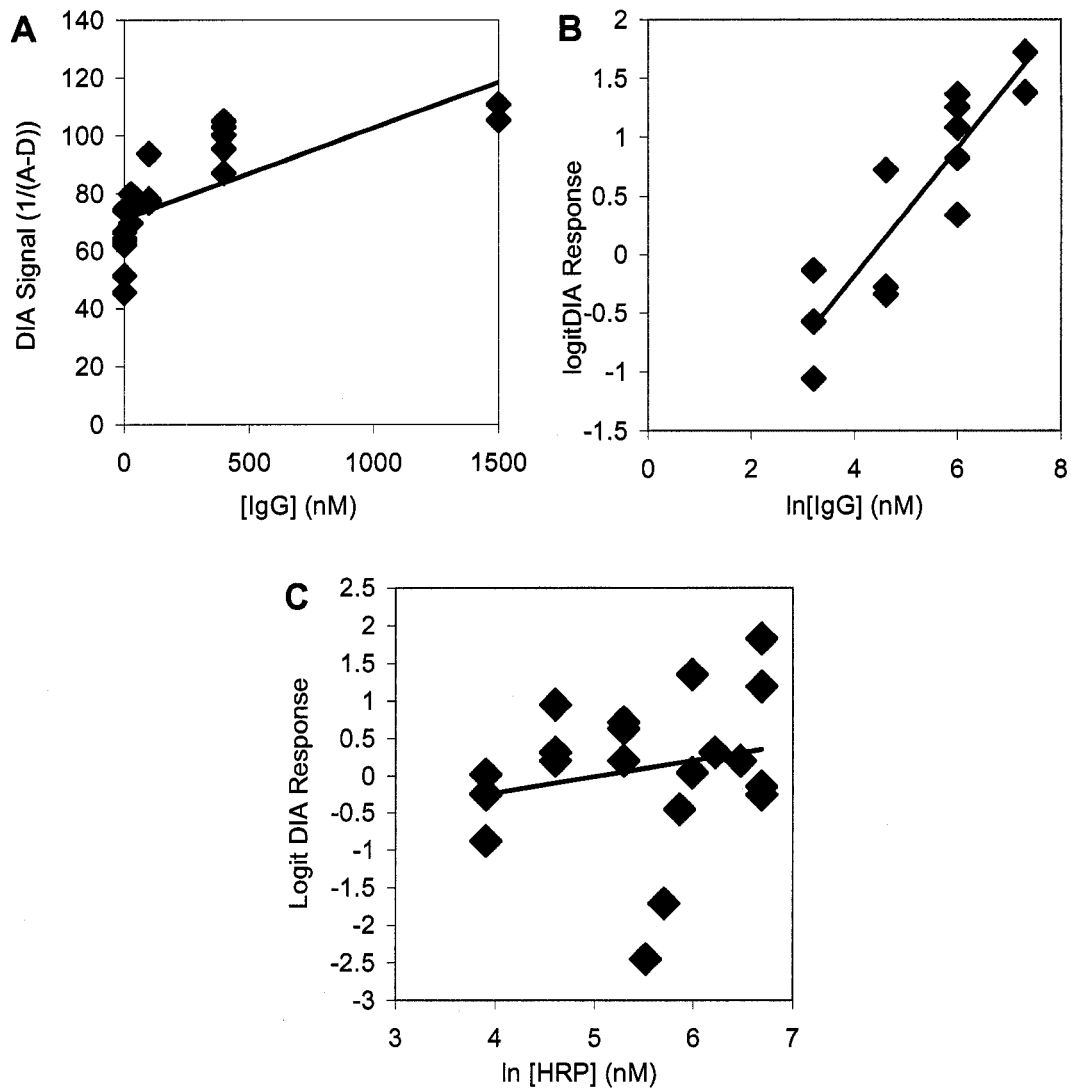 A
DIA Signal (1/(A-D))
140
120
100
80
60
40
20
0
0 500 1000 1500
[IgG] (nM)
B
logitDIA Response
2
1.5
1
0.5
0
-0.5
-1
-1.5
0 2 4 6 8
ln[IgG] (nM)
C
Logit DIA Response
2.5
2
1.5
1
0.5
0
-0.5
-1
-1.5
-2
-2.5
-3
3 4 5 6 7
ln [HRP] (nM)